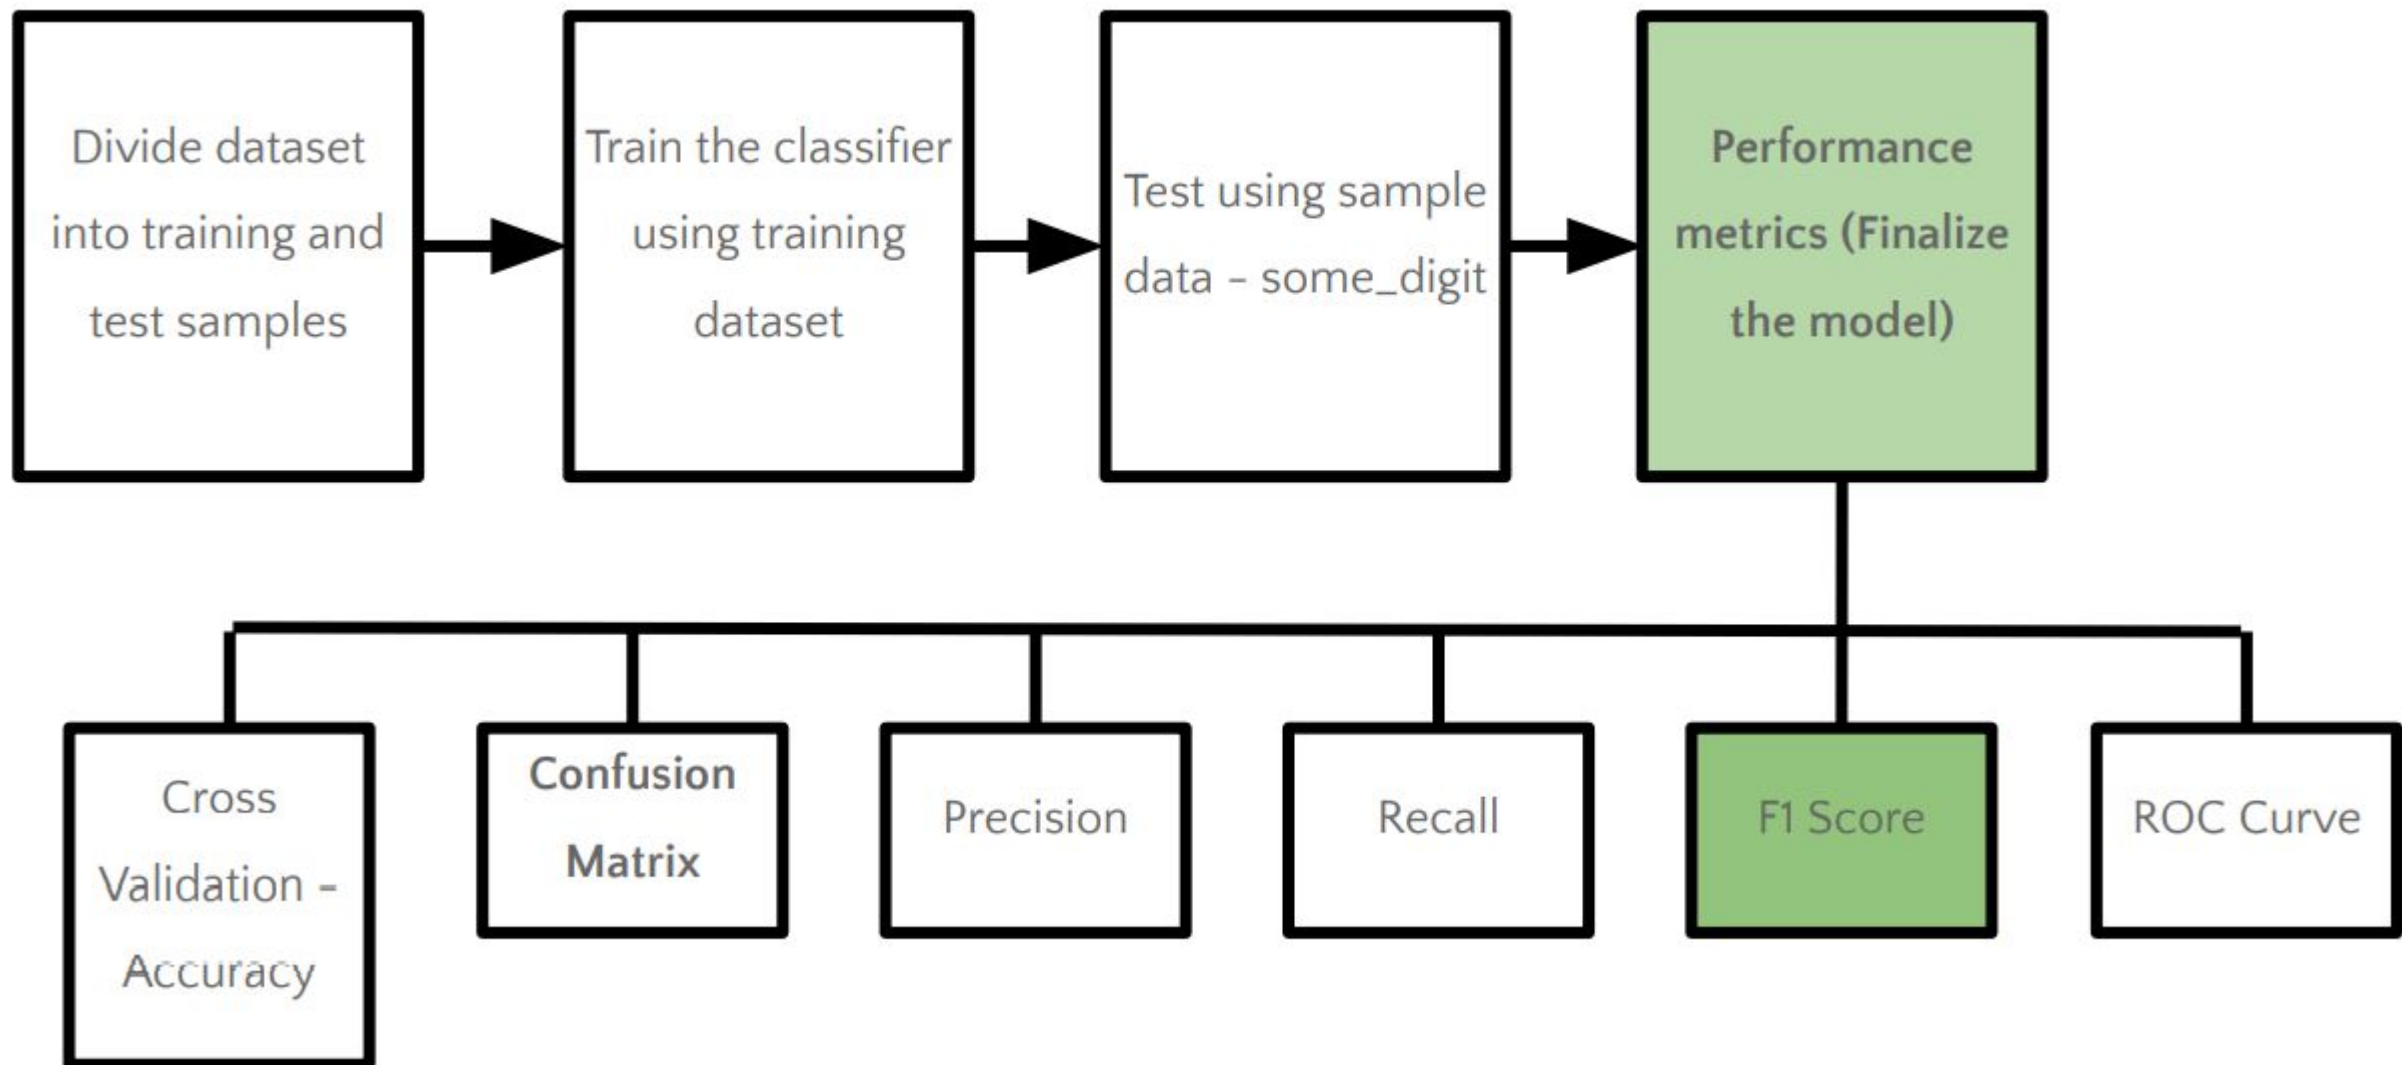 Divide dataset
into training and
test samples
Train the classifier
using training
dataset
Test using sample
data - some_digit
Performance
metrics (Finalize
the model)
Cross
Validation -
Accuracy
Confusion
Matrix
Precision
Recall
F1 Score
ROC Curve